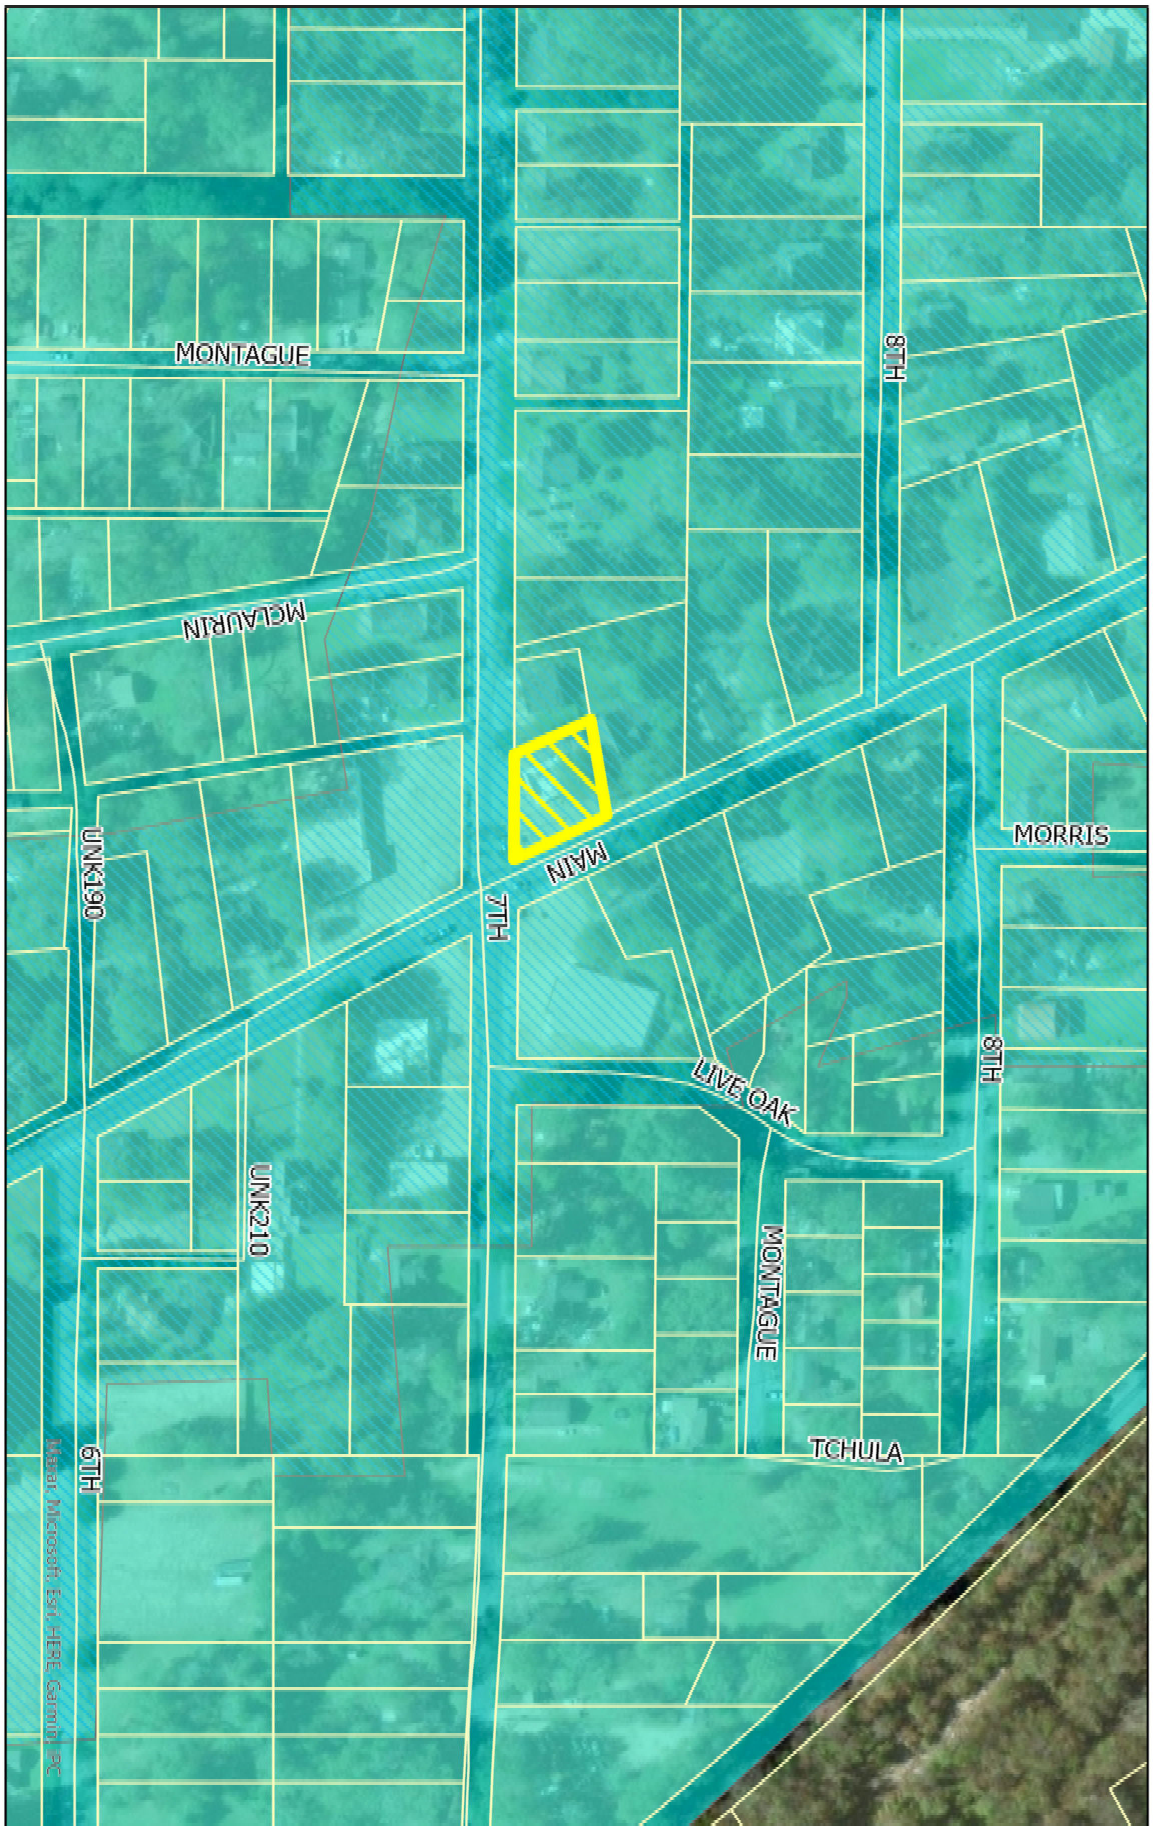 MONTAGUE
8TH
MCLAURIN
UNK190
MAIN
MORRIS
7TH
8TH
LIVE OAK
UNK210
MONTAGUE
TCHULA
6TH
Maxar, Microsoft, Esri, HERE, Garmin, iPC